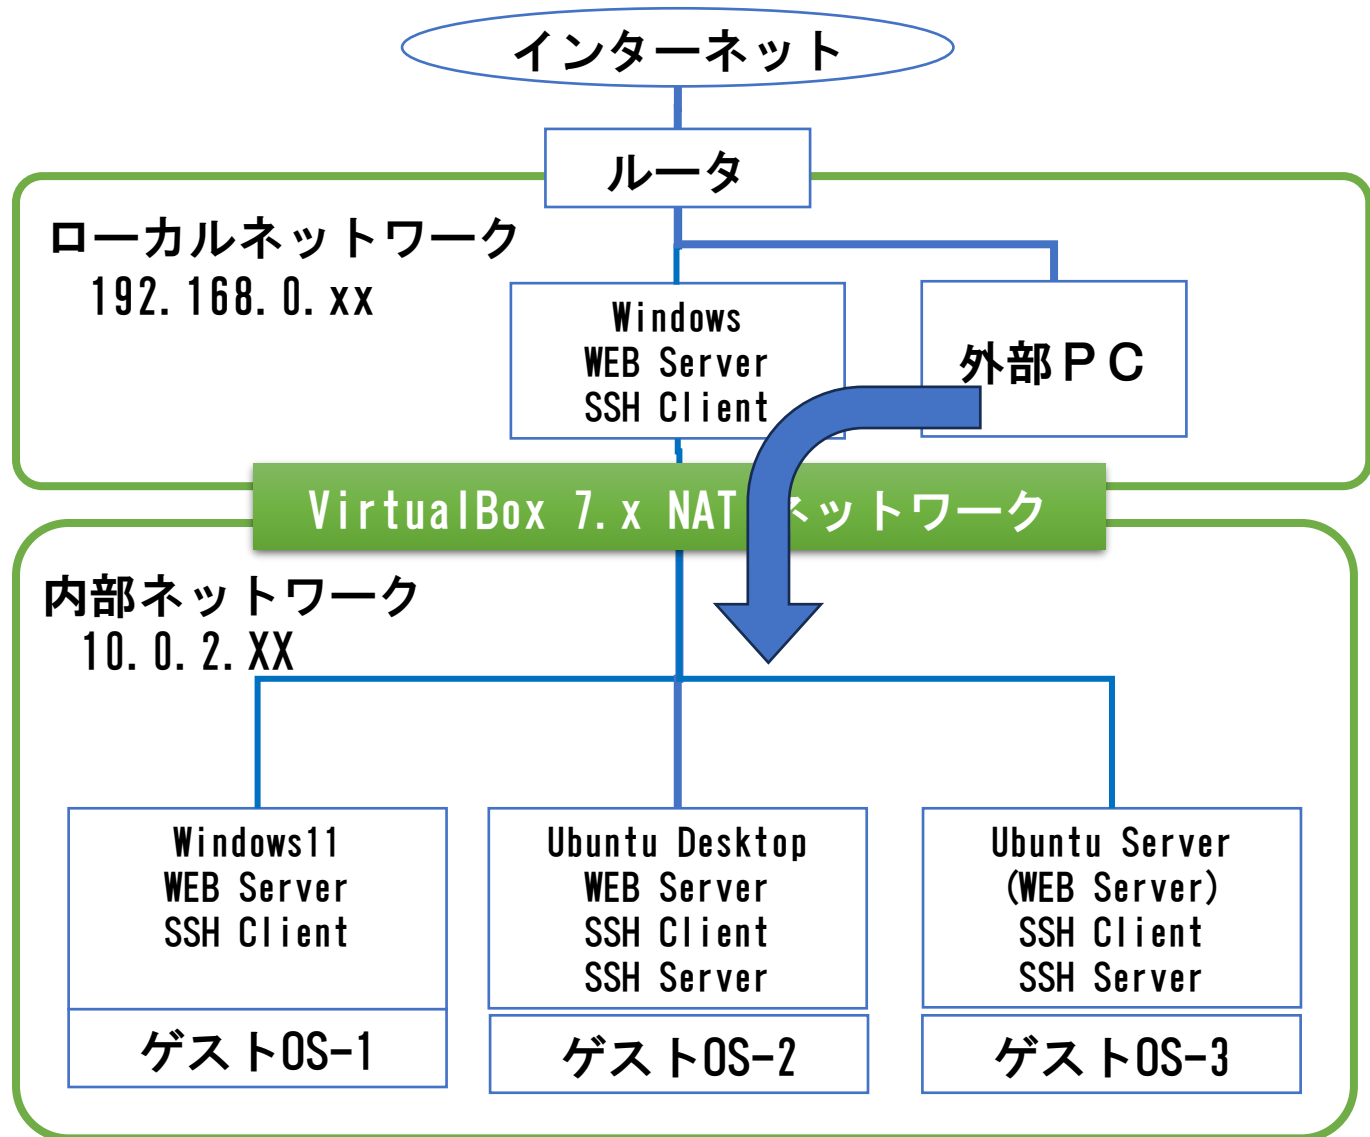 インターネット
ルータ
ローカルネットワーク
192.168.0.xx
Windows
WEB Server
SSH Client
外部ＰＣ
VirtualBox 7.x NAT ネットワーク
内部ネットワーク
10.0.2.XX
Windows11
WEB Server
SSH Client
ゲストOS-1
Ubuntu Desktop
WEB Server
SSH Client
SSH Server
ゲストOS-2
Ubuntu Server
(WEB Server)
SSH Client
SSH Server
ゲストOS-3